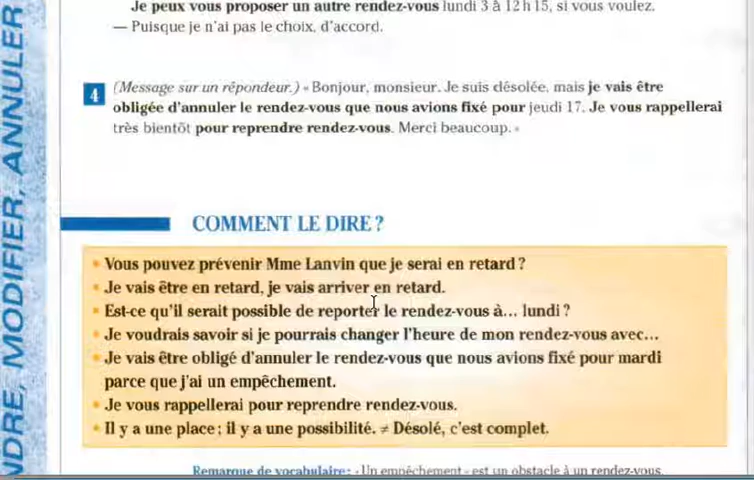 Je peux vous proposer un autre rendez-vous lundi 3 à 12 h 15, si vous voulez.
— Puisque je n'ai pas le choix, d'accord.
4
(Message sur un répondeur.) « Bonjour, monsieur. Je suis désolée, mais je vais être
obligée d'annuler le rendez-vous que nous avions fixé pour jeudi 17. Je vous rappellerai
très bientôt pour reprendre rendez-vous. Merci beaucoup. »
NDRE, MODIFIER, ANNULER
COMMENT LE DIRE ?
• Vous pouvez prévenir Mme Lanvin que je serai en retard ?
• Je vais être en retard, je vais arriver en retard.
• Est-ce qu'il serait possible de reporter le rendez-vous à... lundi ?
• Je voudrais savoir si je pourrais changer l'heure de mon rendez-vous avec...
• Je vais être obligé d'annuler le rendez-vous que nous avions fixé pour mardi
parce que j'ai un empêchement.
• Je vous rappellerai pour reprendre rendez-vous.
• Il y a une place ; il y a une possibilité. ≠ Désolé, c'est complet.
Remarque de vocabulaire : « Un empêchement » est un obstacle à un rendez-vous.